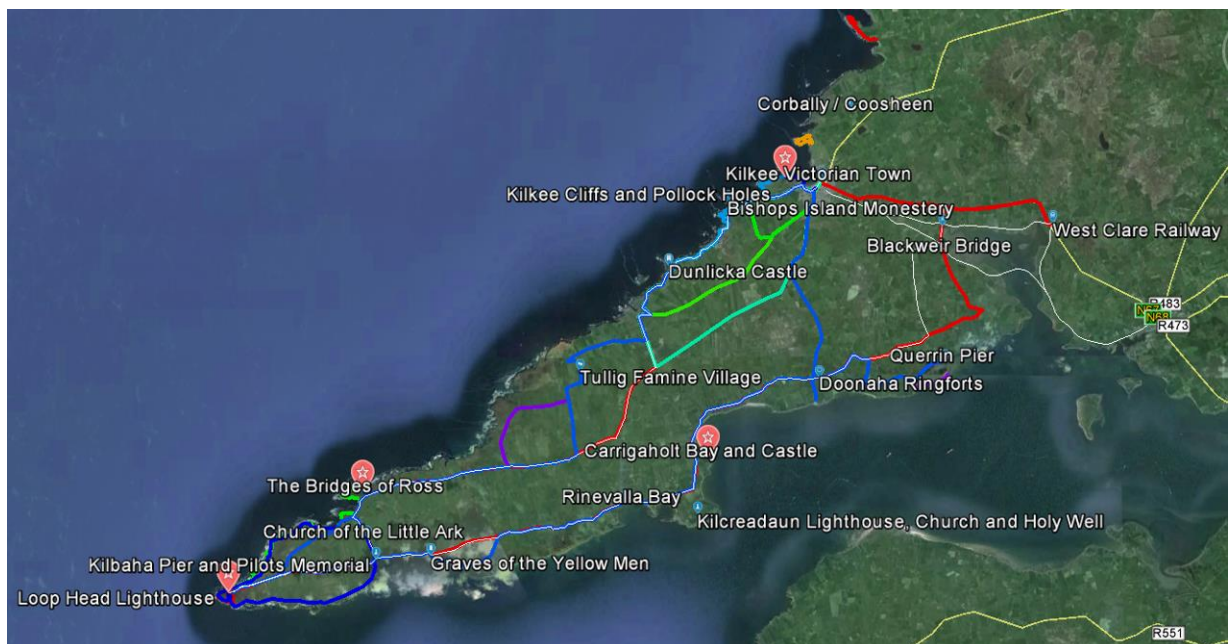 Corbally / Coosheen
Kilkee Victorian Town
Kilkee Cliffs and Pollock Holes
Bishops Island Monestery
West Clare Railway
Blackweir Bridge
Dunlicka Castle
R483
N67
N68
R473
Querrin Pier
Tullig Famine Village
Doonaha Ringforts
Carrigaholt Bay and Castle
The Bridges of Ross
Rinevalla Bay
Kilcreadaun Lighthouse, Church and Holy Well
Church of the Little Ark
Kilbaha Pier and Pilots Memorial
Graves of the Yellow Men
Loop Head Lighthouse
R551